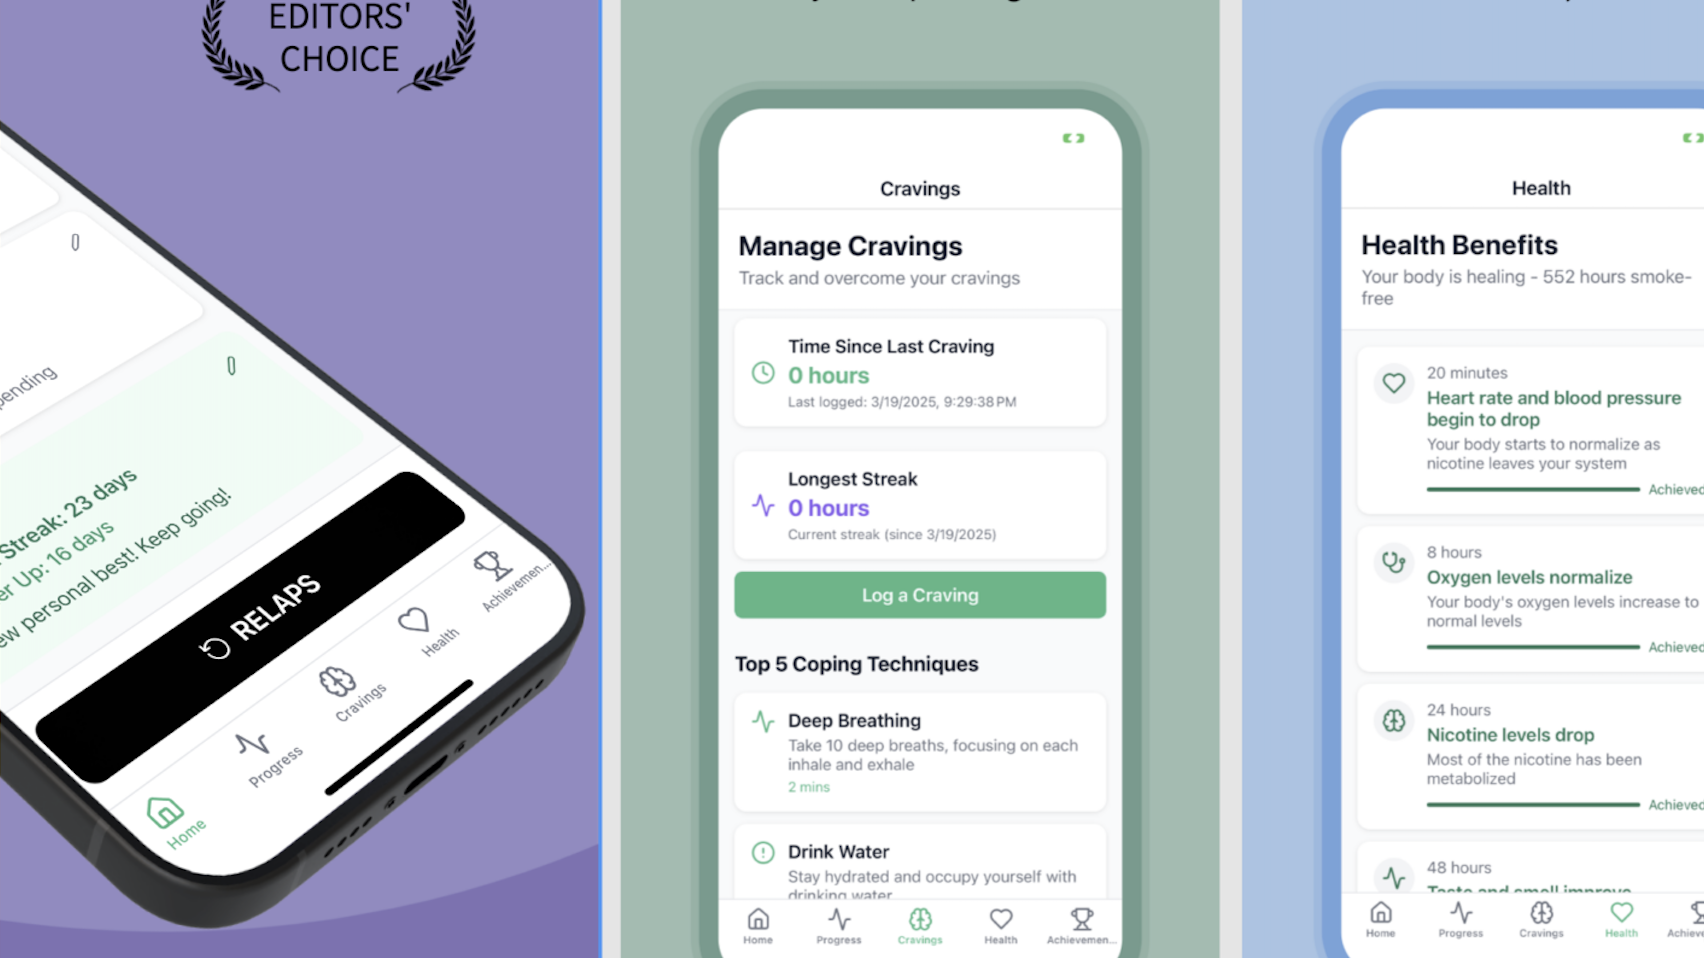 EDITORS'
CHOICE
pending
Streak: 23 days
er Up: 16 days
ew personal best! Keep going!
RELAPS
Home
Progress
Cravings
Health
Achievemen...
Cravings
Manage Cravings
Track and overcome your cravings
Time Since Last Craving
0 hours
Last logged: 3/19/2025, 9:29:38 PM
Longest Streak
0 hours
Current streak (since 3/19/2025)
Log a Craving
Top 5 Coping Techniques
Deep Breathing
Take 10 deep breaths, focusing on each
inhale and exhale
2 mins
Drink Water
Stay hydrated and occupy yourself with
drinking water
Home
Progress
Cravings
Health
Achievemen...
Health
Health Benefits
Your body is healing - 552 hours smoke-
free
20 minutes
Heart rate and blood pressure
begin to drop
Your body starts to normalize as
nicotine leaves your system
Achieved
8 hours
Oxygen levels normalize
Your body's oxygen levels increase to
normal levels
Achieved
24 hours
Nicotine levels drop
Most of the nicotine has been
metabolized
Achieved
48 hours
Taste and smell improve
Home
Progress
Cravings
Health
Achieve